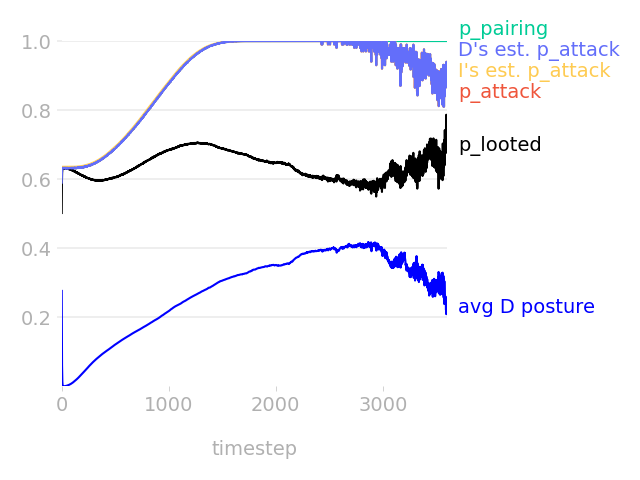 p_pairing
1.0
D's est. p_attack
I's est. p_attack
p_attack
0.8
p_looted
0.6
0.4
avg D posture
0.2
0 1000 2000 3000
timestep